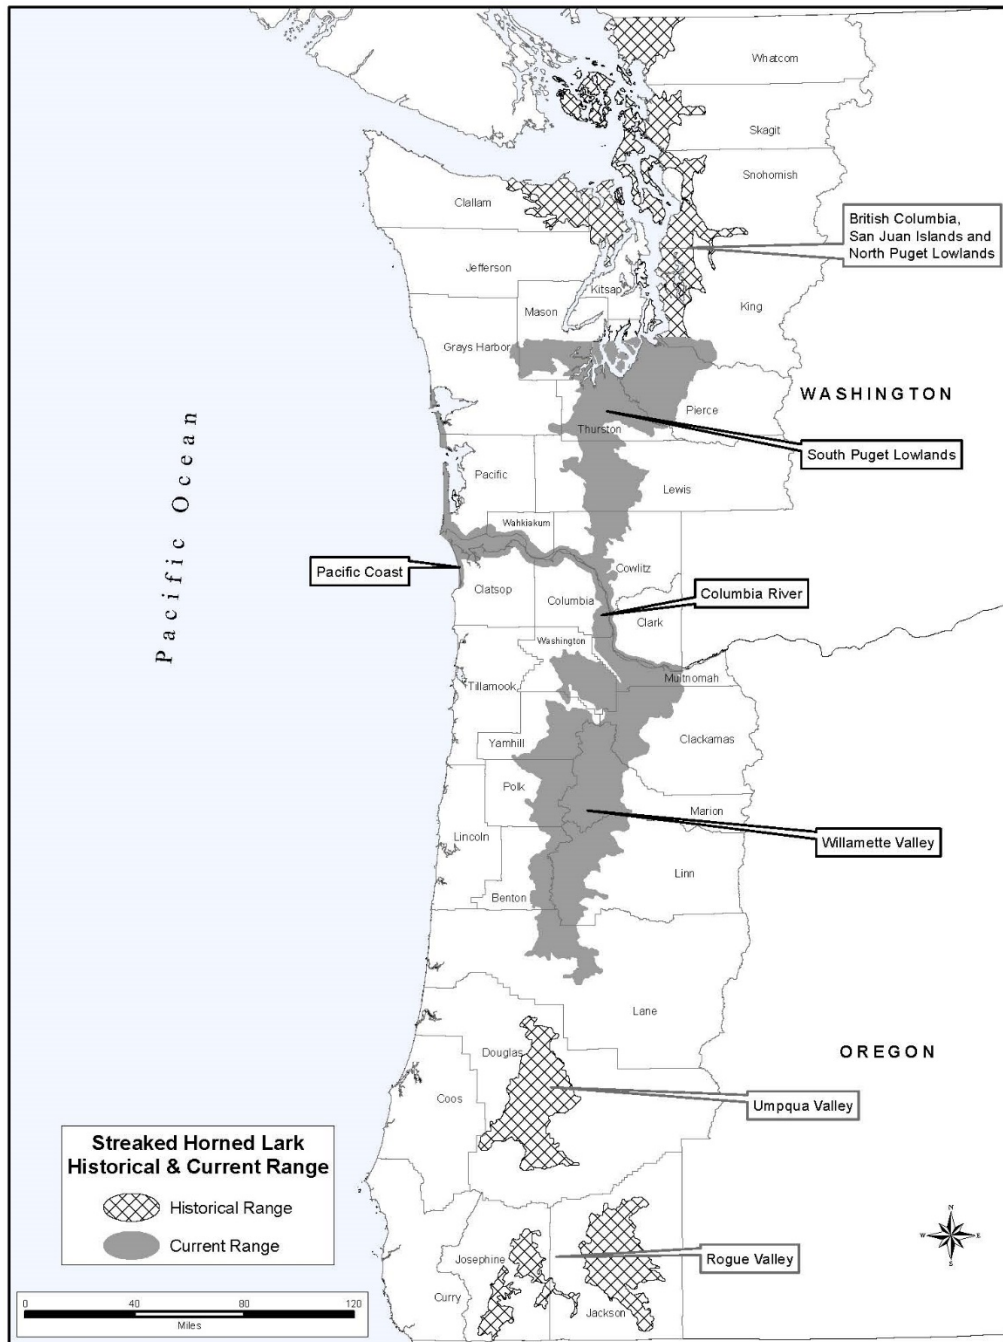 Whatcom
Skagit
Snohomish
Clallam
British Columbia,
San Juan Islands and
North Puget Lowlands
Jefferson
Kitsap
King
Mason
Grays Harbor
WASHINGTON
Pierce
Thurston
South Puget Lowlands
Pacific Ocean
Pacific
Lewis
Wahkiakum
Pacific Coast
Cowlitz
Clatsop
Columbia
Columbia River
Clark
Washington
Multnomah
Tillamook
Yamhill
Clackamas
Polk
Marion
Lincoln
Willamette Valley
Linn
Benton
Lane
Douglas
OREGON
Coos
Umpqua Valley
Streaked Horned Lark
Historical & Current Range
Historical Range
Current Range
N
W E
S
Josephine
Rogue Valley
Curry
Jackson
0 40 80 120
Miles